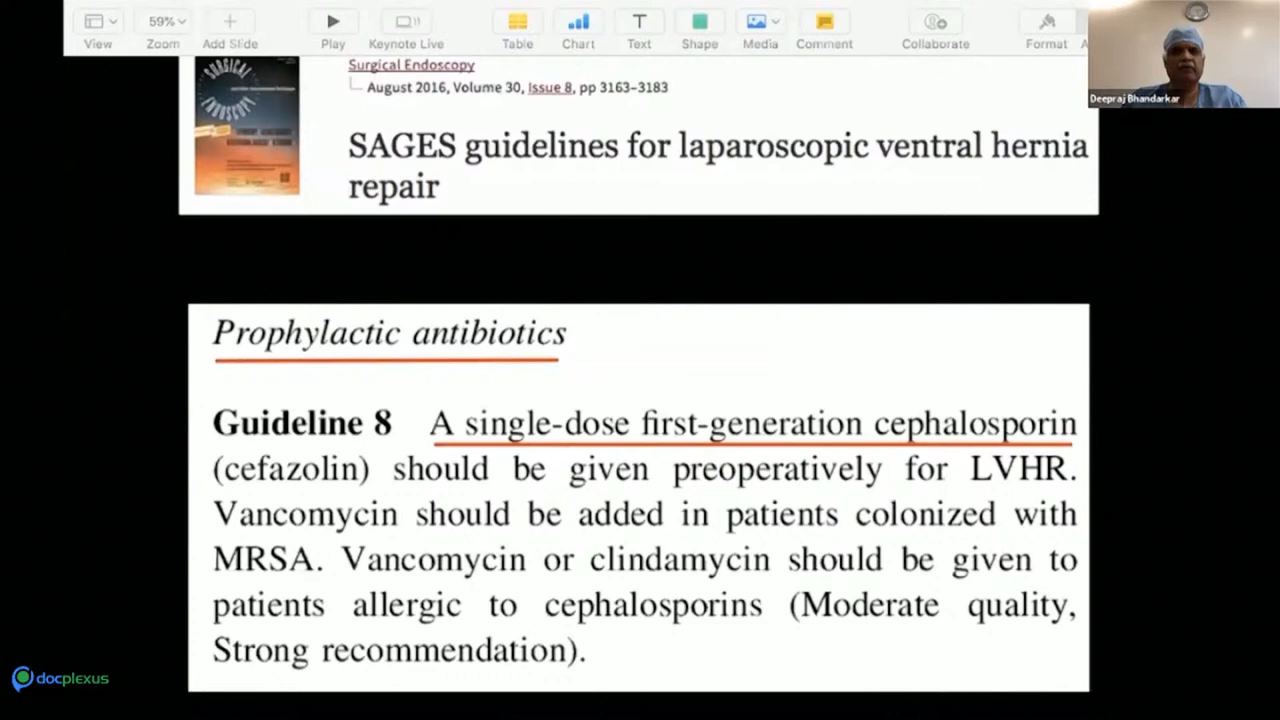 59%
View
Zoom
Add Slide
Play
Keynote Live
Table
Chart
Text
Shape
Media
Comment
Collaborate
Format
Deepraj Bhandarkar
SURGICAL
ENDOSCOPY
Surgical Endoscopy
August 2016, Volume 30, Issue 8, pp 3163–3183
SAGES guidelines for laparoscopic ventral hernia
repair
Prophylactic antibiotics
Guideline 8 A single-dose first-generation cephalosporin
(cefazolin) should be given preoperatively for LVHR.
Vancomycin should be added in patients colonized with
MRSA. Vancomycin or clindamycin should be given to
patients allergic to cephalosporins (Moderate quality,
Strong recommendation).
docplexus